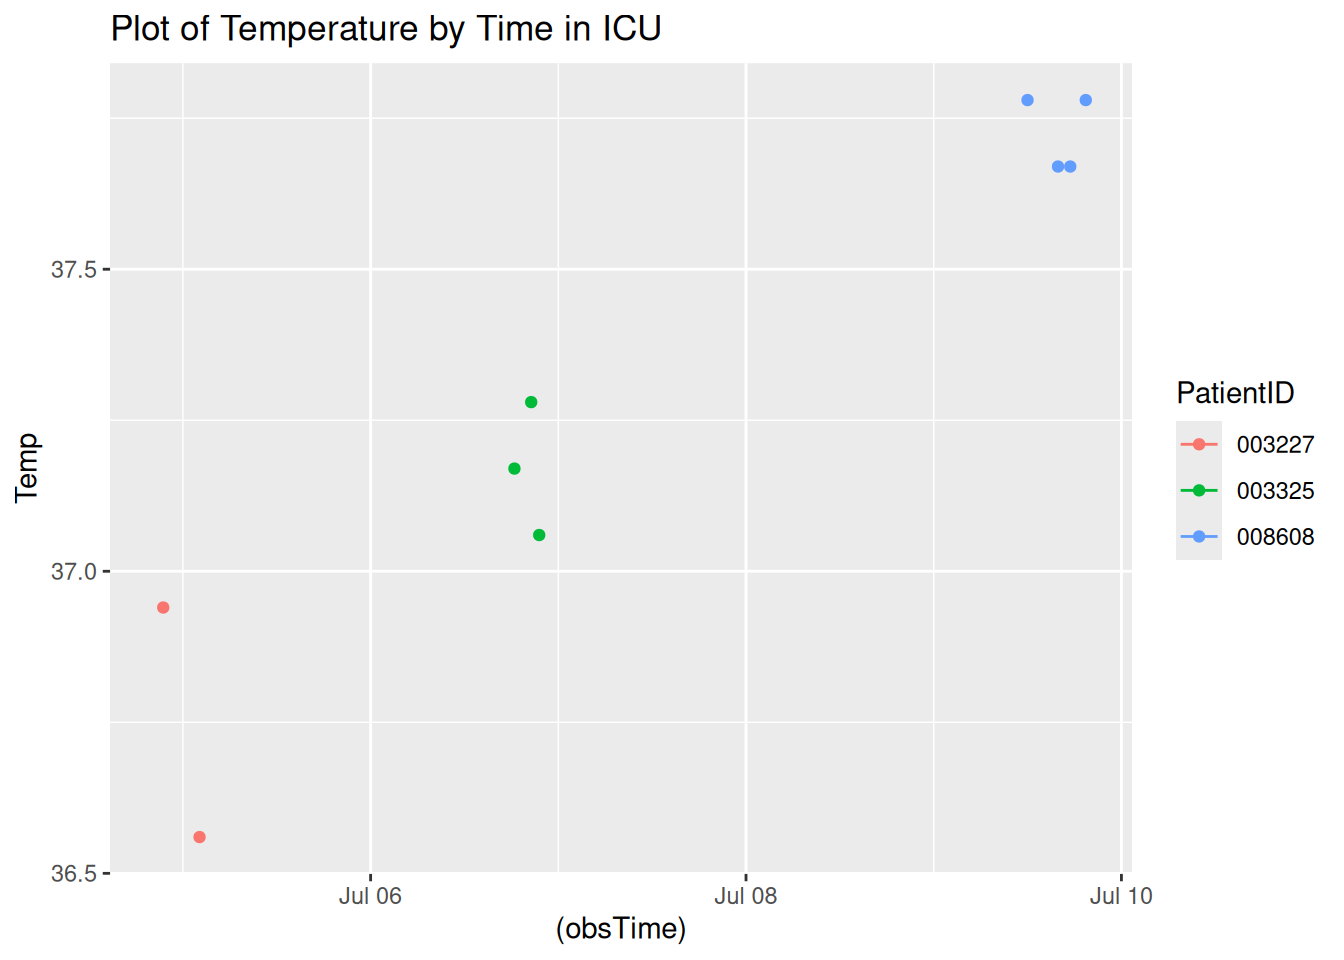 Plot of Temperature by Time in ICU
Temp
37.5
37.0
36.5
Jul 06
Jul 08
Jul 10
(obsTime)
PatientID
003227
003325
008608